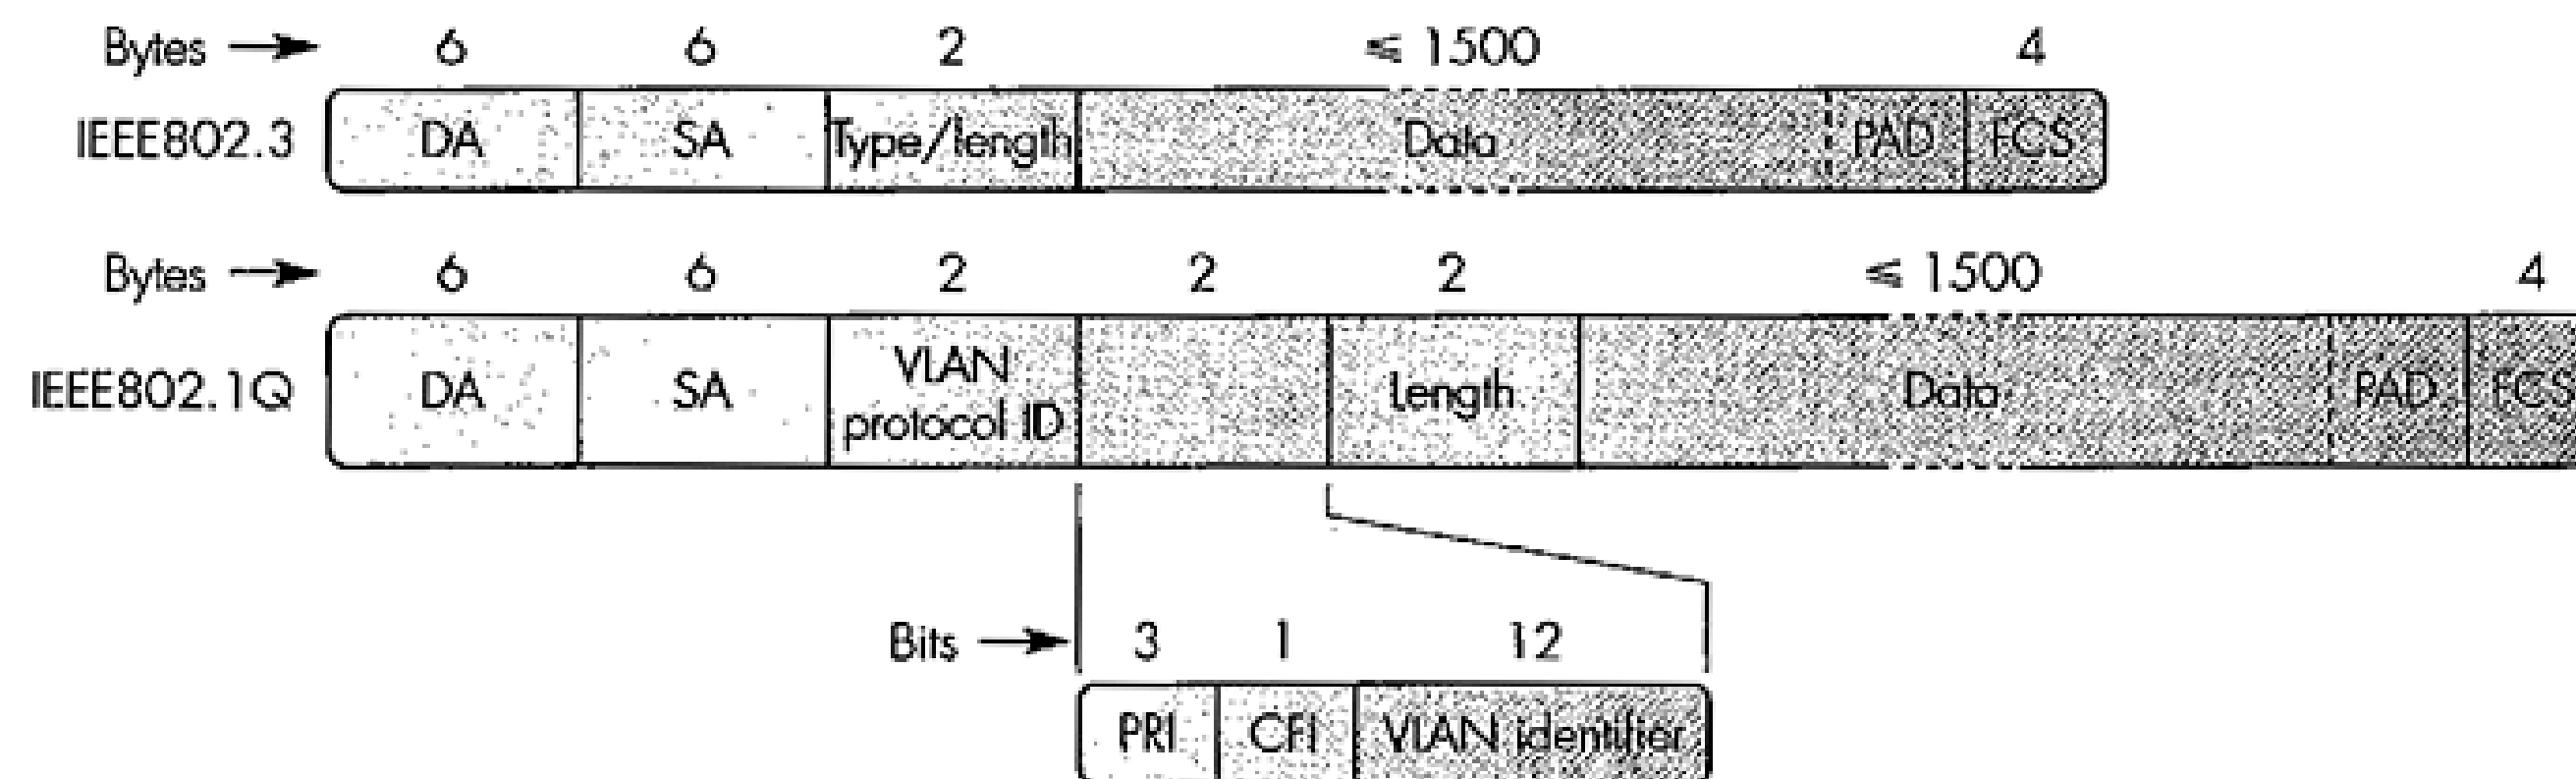 Bytes → 6 6 2 ≤ 1500 4
IEEE802.3 DA SA Type/length Data PAD FCS
Bytes → 6 6 2 2 2 ≤ 1500 4
IEEE802.1Q DA SA VLAN protocol ID Length Data PAD FCS
Bits → 3 1 12
PRI CFI VLAN identifier